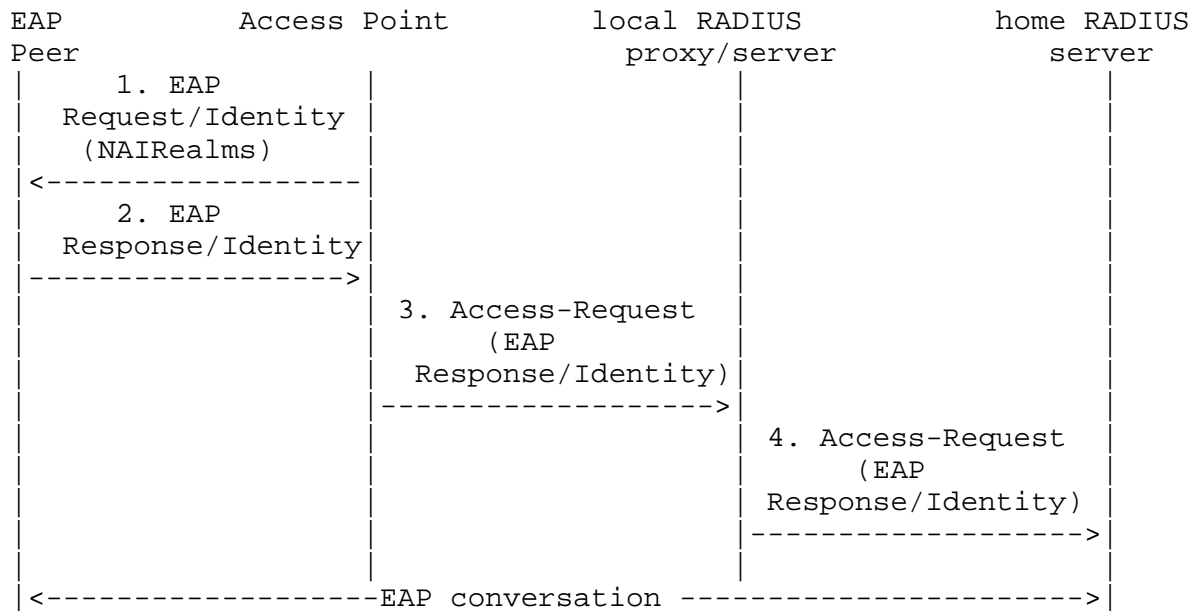 EAP Access Point local RADIUS home RADIUS
Peer proxy/server server
1. EAP
Request/Identity
(NAIRealms)
2. EAP
Response/Identity
3. Access-Request
(EAP
Response/Identity)
4. Access-Request
(EAP
Response/Identity)
EAP conversation